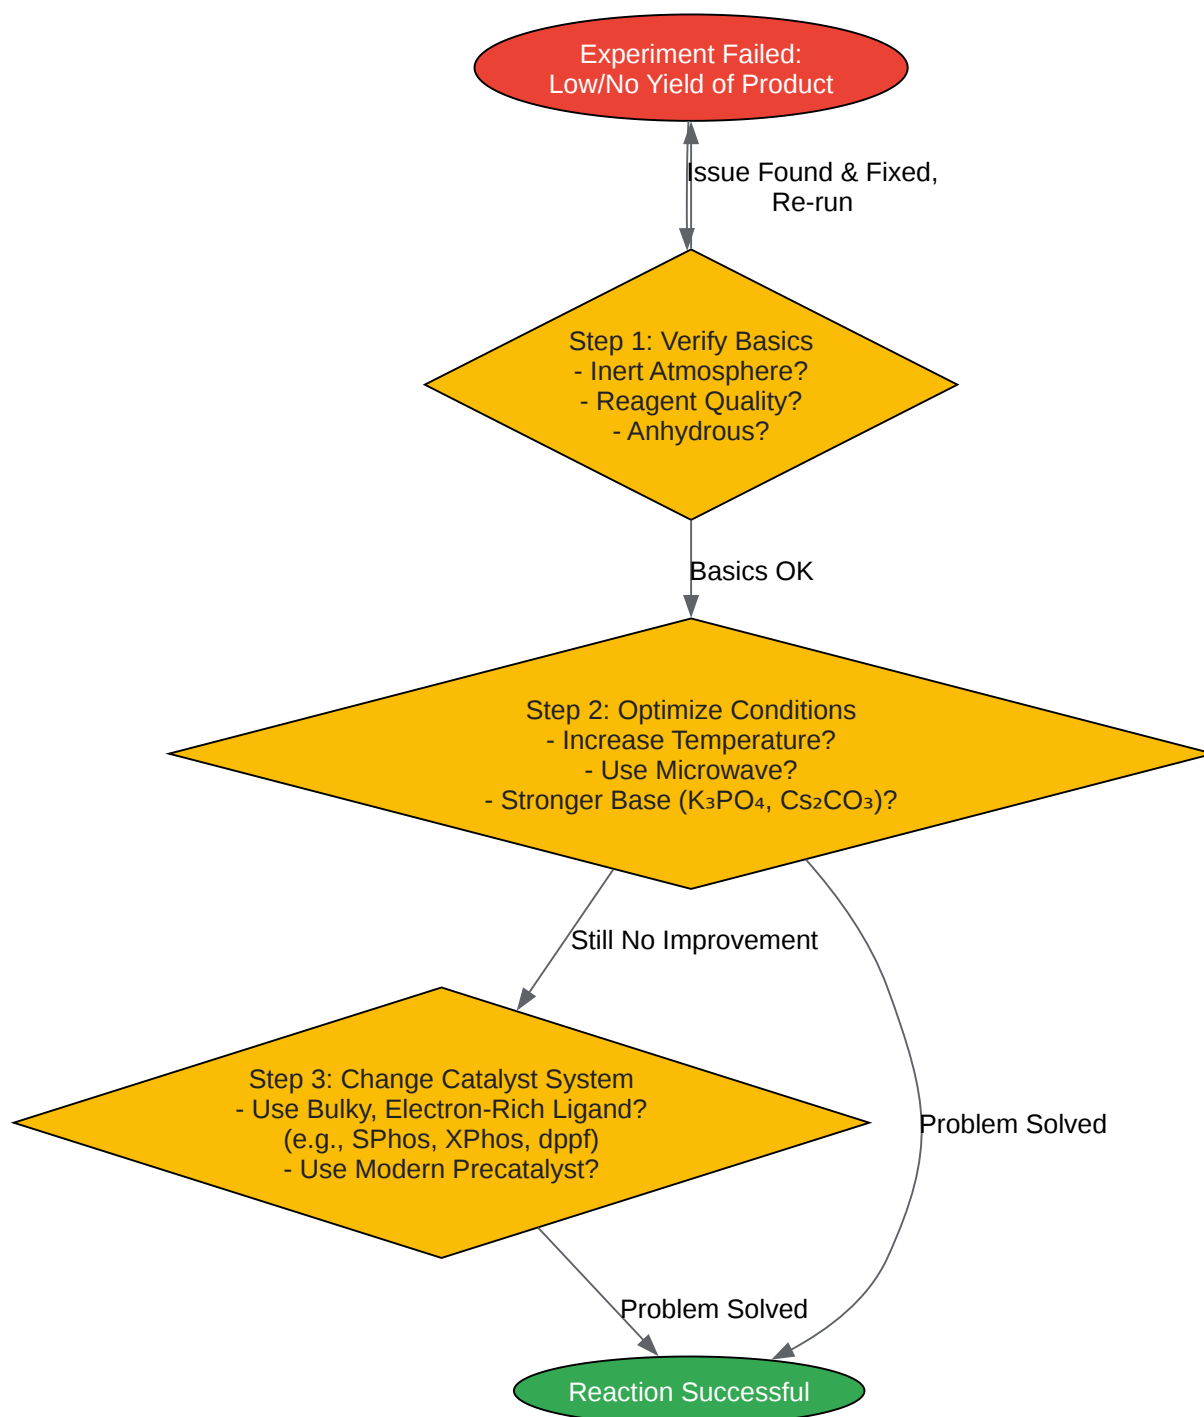 Experiment Failed:
Low/No Yield of Product
Issue Found & Fixed,
Re-run
Step 1: Verify Basics
- Inert Atmosphere?
- Reagent Quality?
- Anhydrous?
Basics OK
Step 2: Optimize Conditions
- Increase Temperature?
- Use Microwave?
- Stronger Base (K₃PO₄, Cs₂CO₃)?
Still No Improvement
Step 3: Change Catalyst System
- Use Bulky, Electron-Rich Ligand?
(e.g., SPhos, XPhos, dppf)
- Use Modern Precatalyst?
Problem Solved
Problem Solved
Reaction Successful